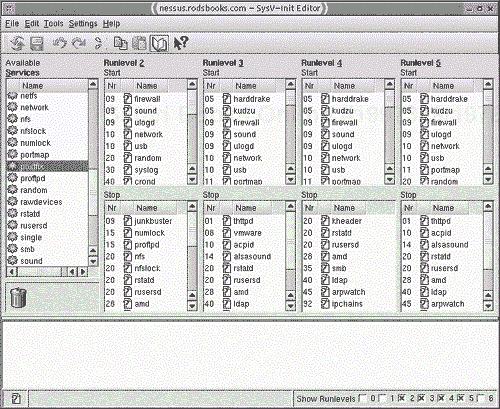 nessus.rodsbooks.com – SysV-Init Editor
File Edit Tools Settings Help
Available
Services
Name
netfs
network
nfs
nfslock
numlock
portmap
proftpd
random
rawdevices
rstatd
rusersd
single
smb
sound
Runlevel 2
Start
Nr Name
09 firewall
09 sound
09 ulogd
10 network
10 usb
20 random
30 syslog
40 crond
Stop
Nr Name
09 junkbuster
15 numlock
15 proftpd
20 nfs
20 nfslock
20 rstatd
20 rusersd
28 amd
Runlevel 3
Start
Nr Name
05 harddrake
05 kudzu
09 firewall
09 sound
09 ulogd
10 network
10 usb
11 portmap
Stop
Nr Name
01 thttpd
08 vmware
10 acpid
14 alsasound
20 rstatd
20 rusersd
28 amd
40 ldap
Runlevel 4
Start
Nr Name
05 harddrake
05 kudzu
09 firewall
09 sound
09 ulogd
10 network
10 usb
11 portmap
Stop
Nr Name
20 kheader
20 rstatd
20 rusersd
28 amd
35 smb
40 ldap
45 arpwatch
92 ipchains
Runlevel 5
Start
Nr Name
05 harddrake
05 kudzu
09 firewall
09 ulogd
10 network
10 usb
11 portmap
20 random
Stop
Nr Name
01 thttpd
10 acpid
14 alsasound
20 rstatd
20 rusersd
28 amd
40 ldap
45 arpwatch
Show Runlevels 0 1 2 3 4 5 6